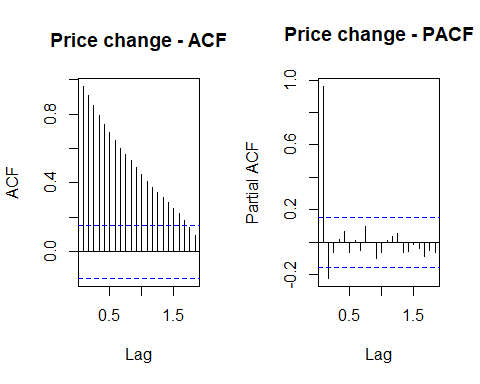 Price change - ACF
ACF
0.8
0.4
0.0
0.5
1.5
Lag
Price change - PACF
Partial ACF
1.0
0.6
0.2
-0.2
0.5
1.5
Lag